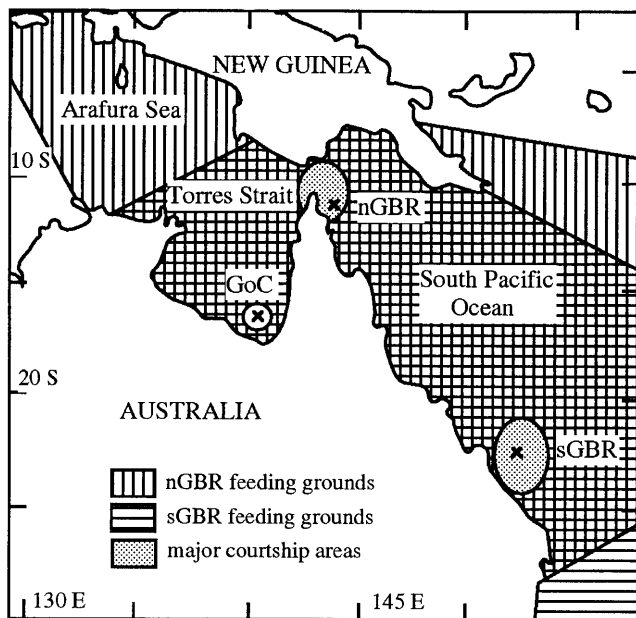 NEW GUINEA
Arafura Sea
10 S
Torres Strait
nGBR
South Pacific
Ocean
GoC
20 S
AUSTRALIA
sGBR
nGBR feeding grounds
sGBR feeding grounds
major courtship areas
130 E
145 E